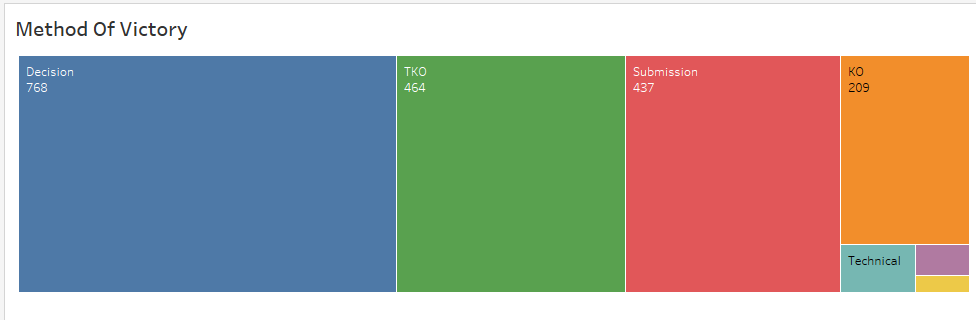 Method Of Victory
Decision
768
TKO
464
Submission
437
KO
209
Technical